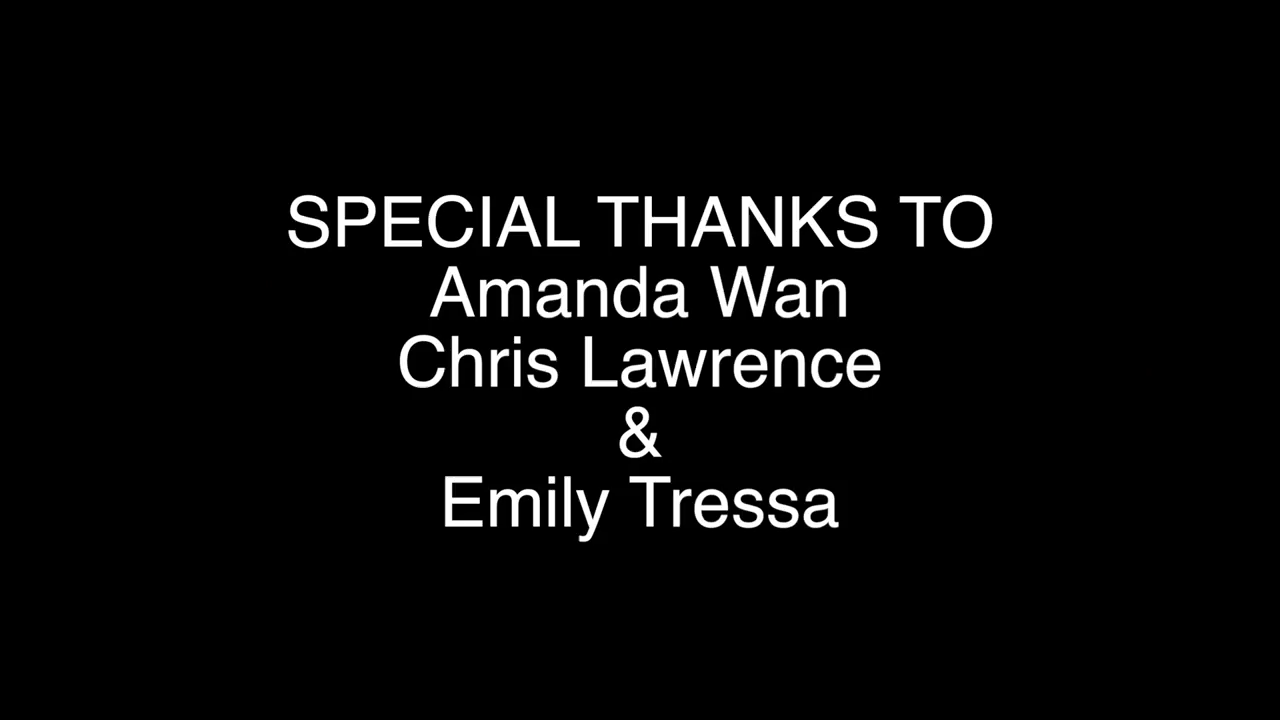 SPECIAL THANKS TO
Amanda Wan
Chris Lawrence
&
Emily Tressa